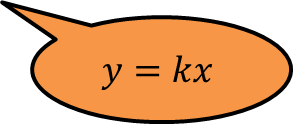 y = kx